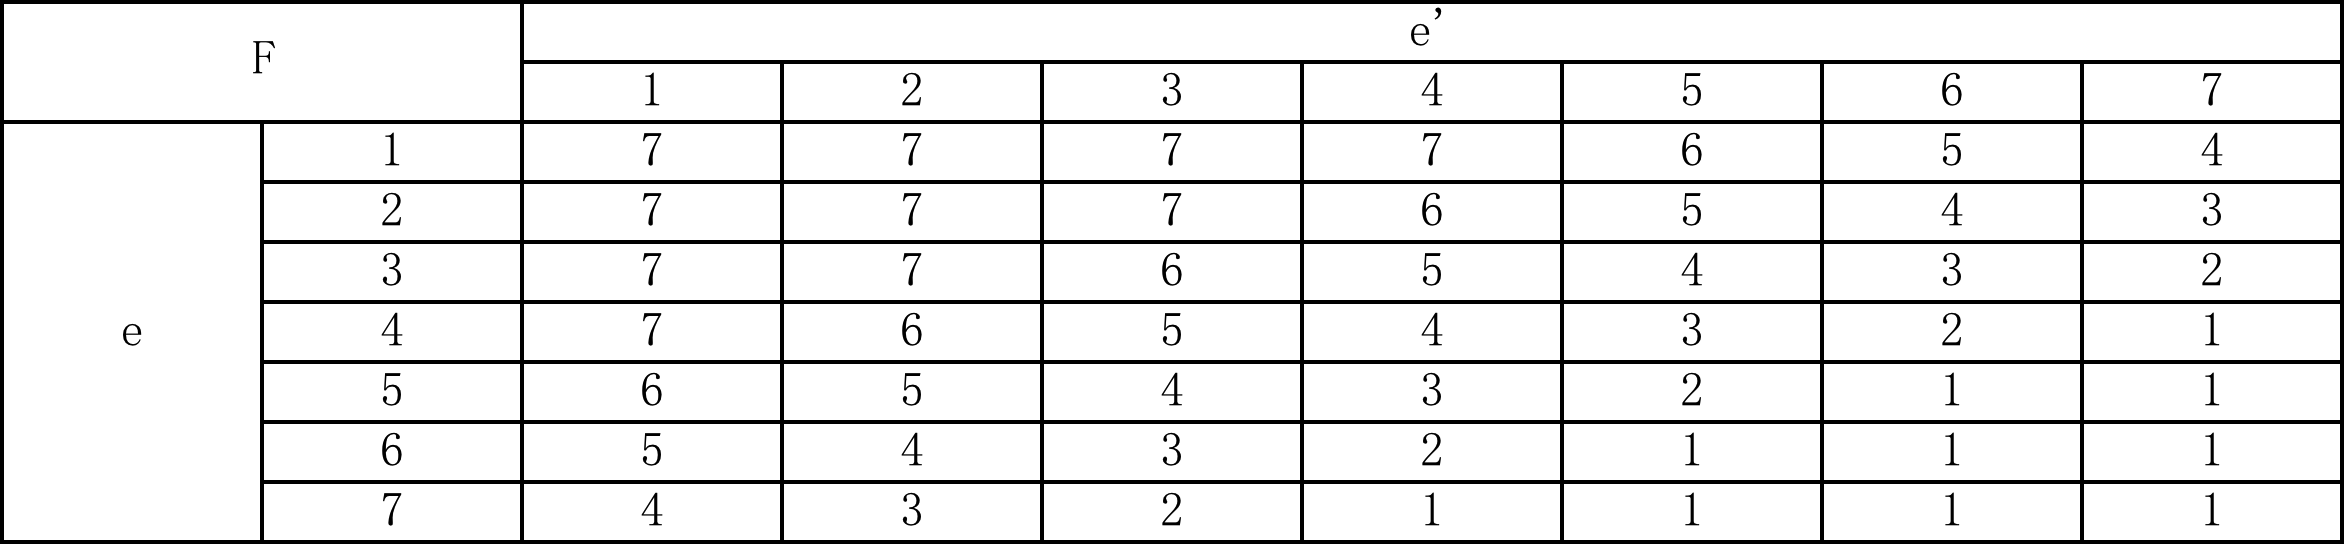 F e'
1 2 3 4 5 6 7
e 1 7 7 7 7 6 5 4
2 7 7 7 6 5 4 3
3 7 7 6 5 4 3 2
4 7 6 5 4 3 2 1
5 6 5 4 3 2 1 1
6 5 4 3 2 1 1 1
7 4 3 2 1 1 1 1